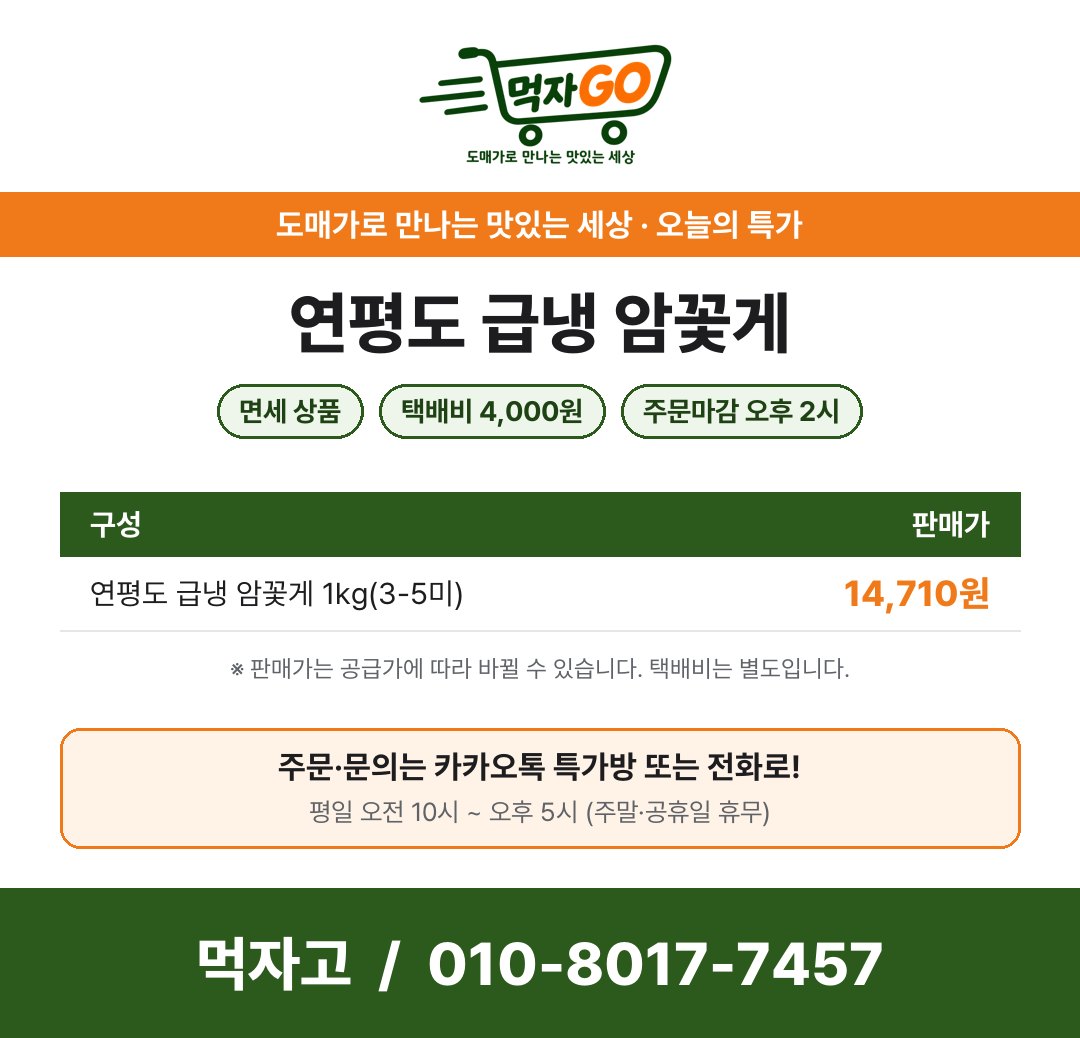 먹자GO
도매가로 만나는 맛있는 세상
도매가로 만나는 맛있는 세상 · 오늘의 특가
연평도 급냉 암꽃게
면세 상품 택배비 4,000원 주문마감 오후 2시
구성 판매가
연평도 급냉 암꽃게 1kg(3-5미) 14,710원
※ 판매가는 공급가에 따라 바뀔 수 있습니다. 택배비는 별도입니다.
주문·문의는 카카오톡 특가방 또는 전화로!
평일 오전 10시 ~ 오후 5시 (주말·공휴일 휴무)
먹자고 / 010-8017-7457